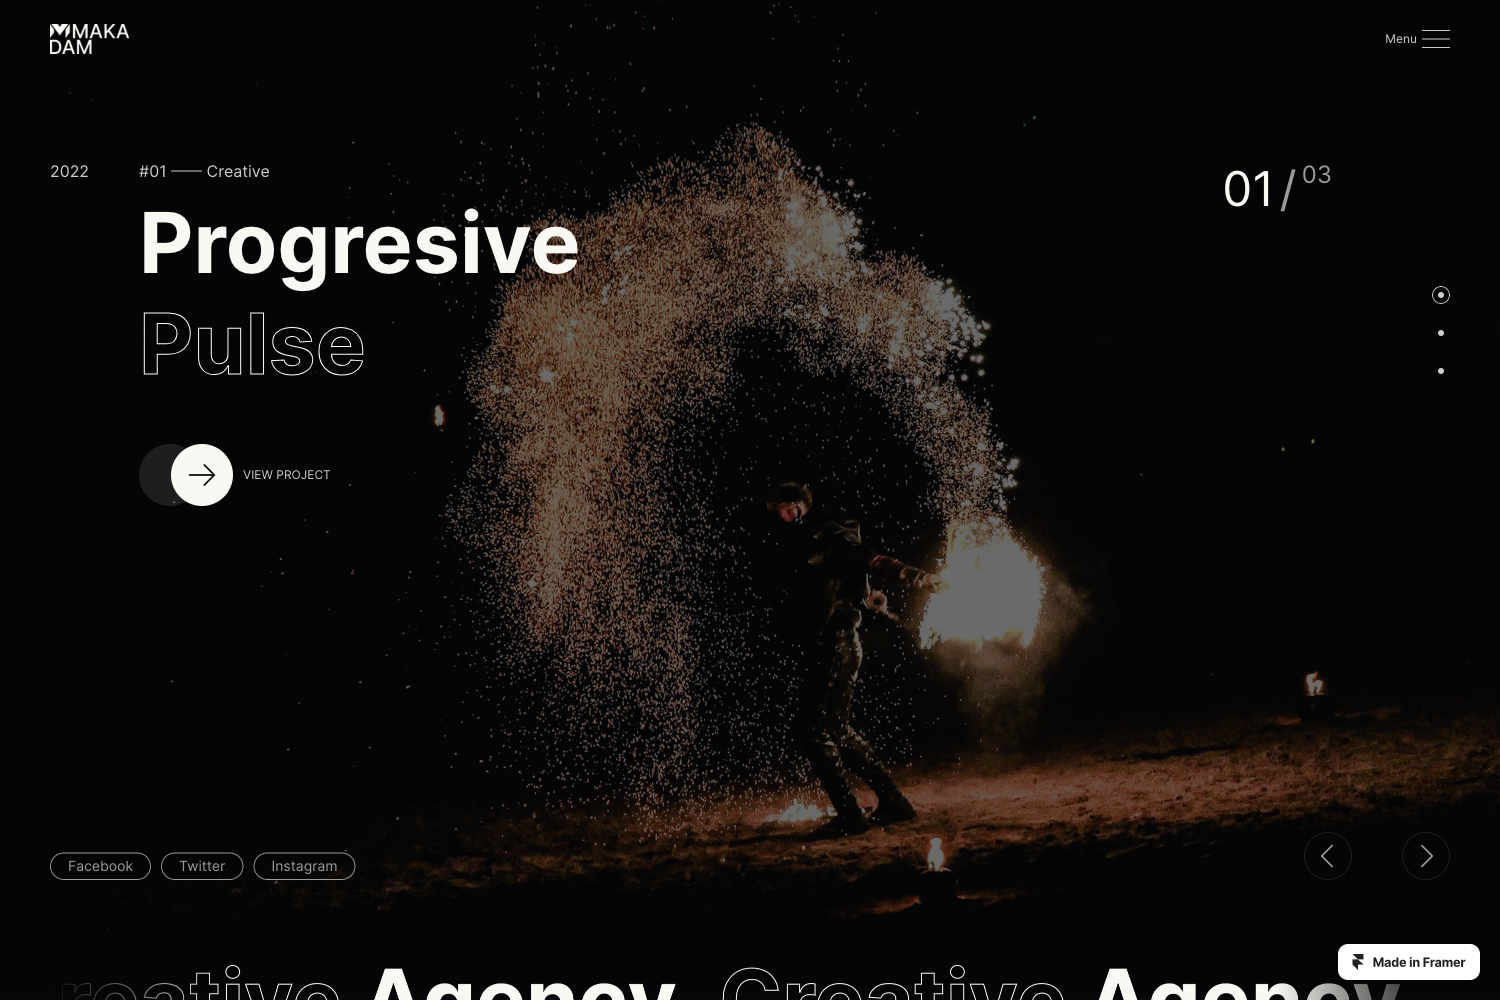 MAKA
DAM
Menu
2022
#01 Creative
01/03
Progresive
Pulse
VIEW PROJECT
Facebook
Twitter
Instagram
Made in Framer
reative Agency Creative Agency